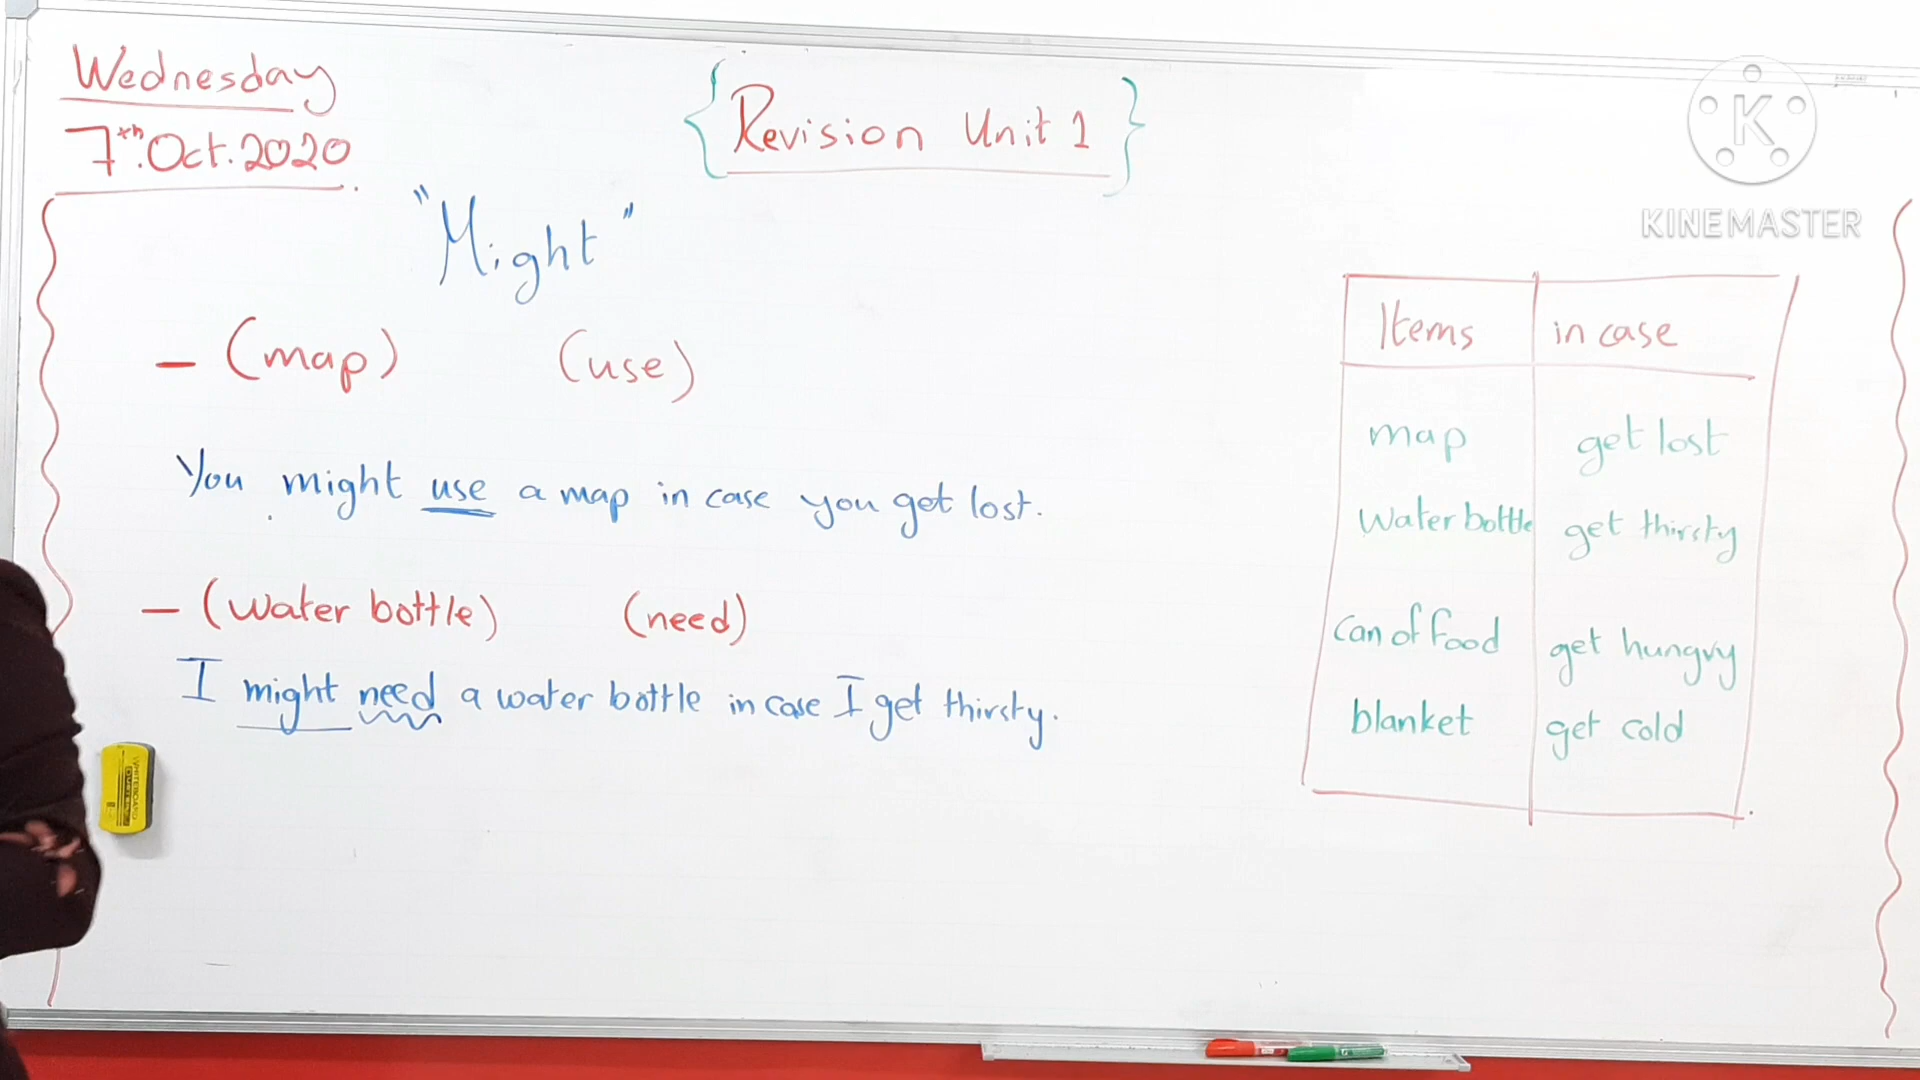 Wednesday
7th.Oct.2020
{Revision Unit 1}
"Might"
– (map) (use)
You might use a map in case you get lost.
– (water bottle) (need)
I might need a water bottle in case I get thirsty.
Items in case
map get lost
Water bottle get thirsty
Can of Food get hungry
blanket get cold
K
KINEMASTER
WHITEBOARD